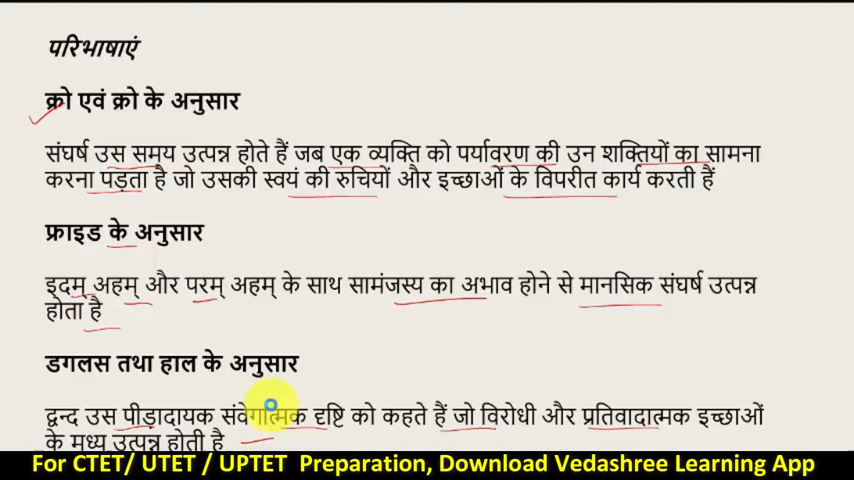 परिभाषाएं
क्रो एवं क्रो के अनुसार
संघर्ष उस समय उत्पन्न होते हैं जब एक व्यक्ति को पर्यावरण की उन शक्तियों का सामना
करना पड़ता है जो उसकी स्वयं की रुचियों और इच्छाओं के विपरीत कार्य करती हैं
फ्राइड के अनुसार
इदम् अहम् और परम् अहम् के साथ सामंजस्य का अभाव होने से मानसिक संघर्ष उत्पन्न
होता है
डगलस तथा हाल के अनुसार
द्वन्द उस पीड़ादायक संवेगात्मक दृष्टि को कहते हैं जो विरोधी और प्रतिवादात्मक इच्छाओं
के मध्य उत्पन्न होती है
For CTET/ UTET / UPTET Preparation, Download Vedashree Learning App